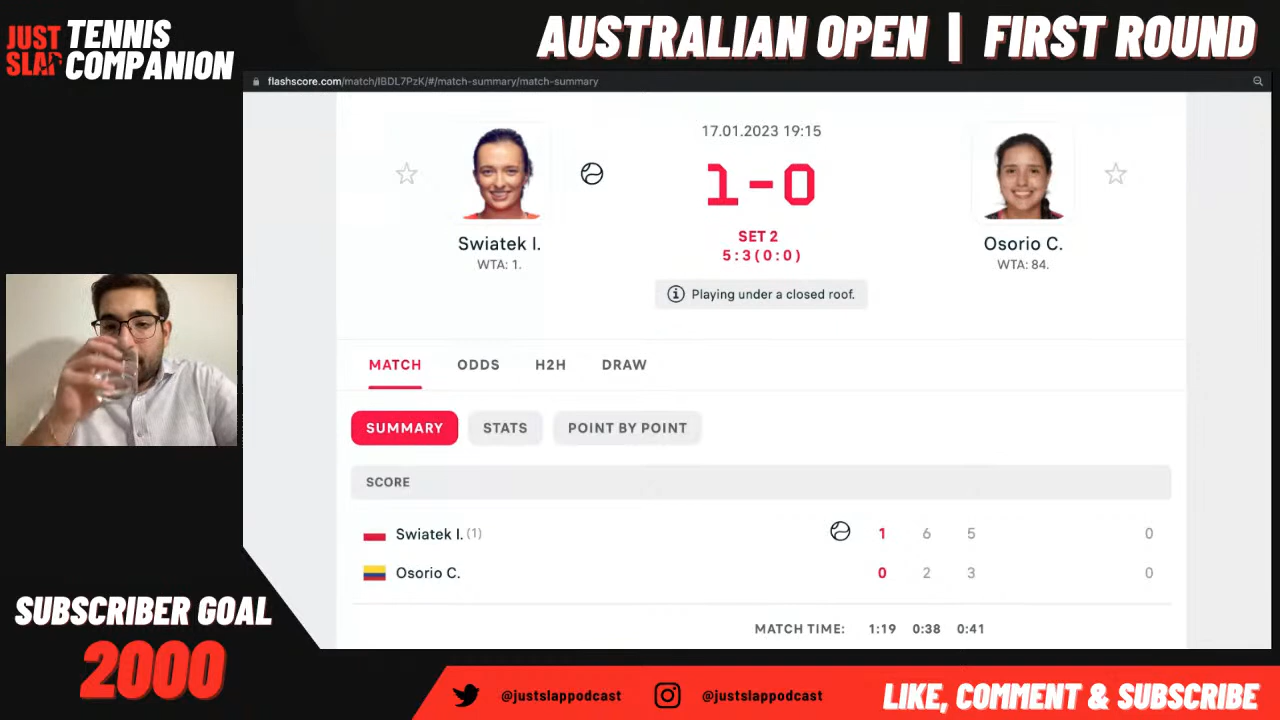 JUST SLAP TENNIS COMPANION
AUSTRALIAN OPEN | FIRST ROUND
flashscore.com/match/IBDL7PzK/#/match-summary/match-summary
17.01.2023 19:15
1-0
SET 2
5 : 3 ( 0 : 0 )
Swiatek I.
WTA: 1.
Osorio C.
WTA: 84.
Playing under a closed roof.
MATCH ODDS H2H DRAW
SUMMARY STATS POINT BY POINT
SCORE
Swiatek I. (1) 1 6 5 0
Osorio C. 0 2 3 0
MATCH TIME: 1:19 0:38 0:41
SUBSCRIBER GOAL
2000
@justslappodcast @justslappodcast
LIKE, COMMENT & SUBSCRIBE